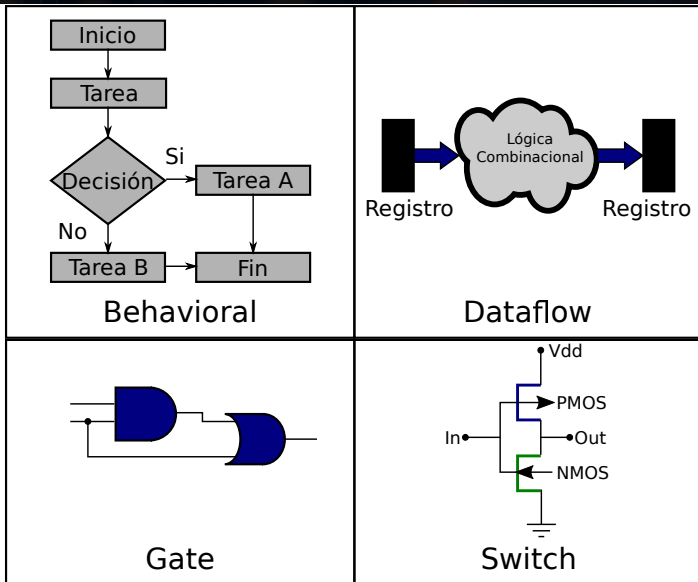 Inicio
Tarea
Decisión
Si
Tarea A
No
Tarea B
Fin
Behavioral
Lógica
Combinacional
Registro
Registro
Dataflow
Gate
Vdd
PMOS
In
Out
NMOS
Switch